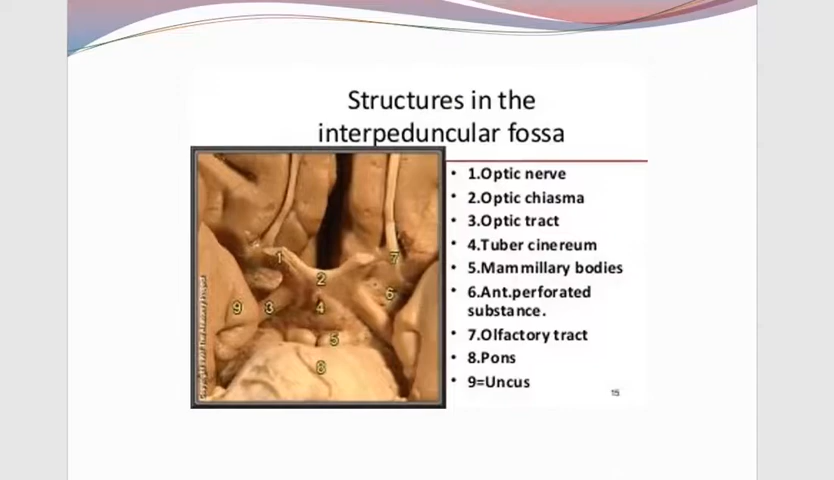 Structures in the
interpeduncular fossa
• 1.Optic nerve
• 2.Optic chiasma
• 3.Optic tract
• 4.Tuber cinereum
• 5.Mammillary bodies
• 6.Ant.perforated
substance.
• 7.Olfactory tract
• 8.Pons
• 9=Uncus
1
7
2
6
9
3
4
5
8
15